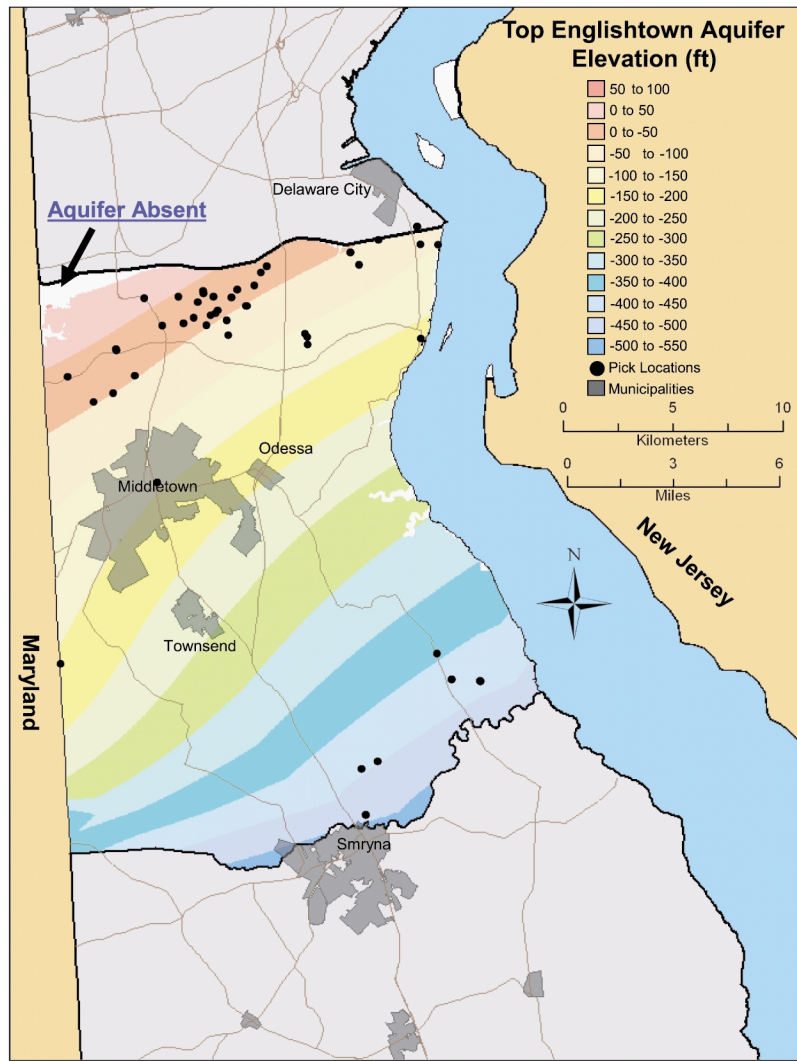 Top Englishtown Aquifer
Elevation (ft)
50 to 100
0 to 50
0 to -50
-50 to -100
-100 to -150
-150 to -200
-200 to -250
-250 to -300
-300 to -350
-350 to -400
-400 to -450
-450 to -500
-500 to -550
Pick Locations
Municipalities
0 5 10
Kilometers
0 3 6
Miles
Delaware City
Aquifer Absent
Odessa
Middletown
New Jersey
N
Townsend
Maryland
Smryna